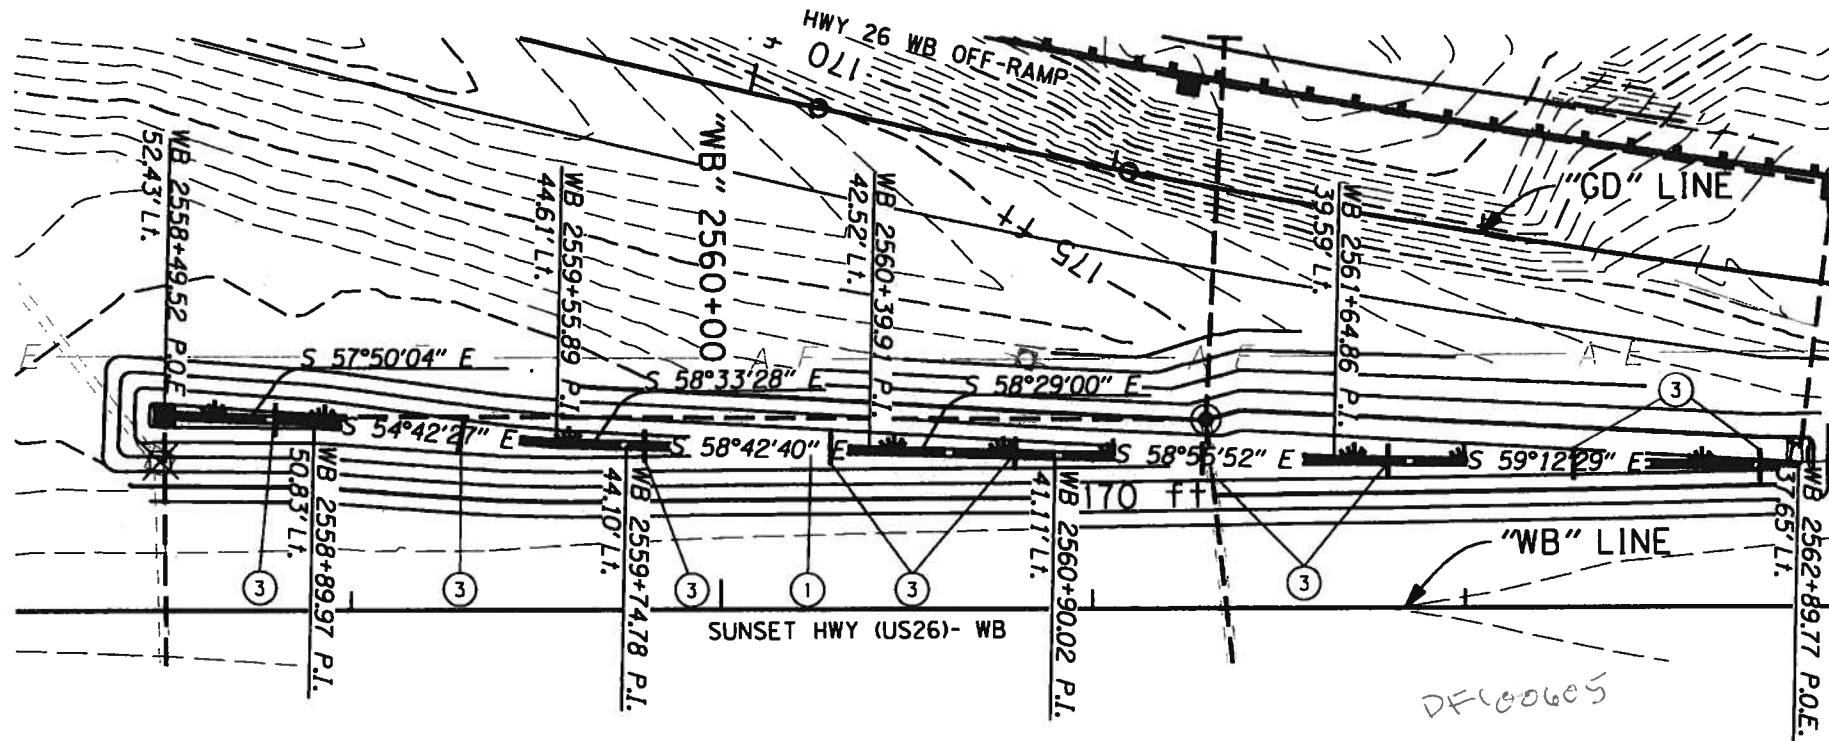 HWY 26 WB OFF-RAMP
170
"GD" LINE
175
WB 2558+49.52 P.O.E.
52.43' Lt.
WB 2559+55.89 P.I.
44.61' Lt.
"WB" 2560+00
WB 2560+39.91 P.I.
42.52' Lt.
WB 2561+64.86 P.I.
39.59' Lt.
E
A E
A E
A E
S 57°50'04" E
S 58°33'28" E
S 58°29'00" E
3
S 54°42'27" E
S 58°42'40" E
S 58°55'52" E
S 59°12'29" E
WB 2558+89.97 P.I.
50.83' Lt.
WB 2559+74.78 P.I.
44.10' Lt.
WB 2560+90.02 P.I.
41.11' Lt.
WB 2562+89.77 P.O.E.
37.65' Lt.
170 ft
"WB" LINE
3
3
3
1
3
3
SUNSET HWY (US26)- WB